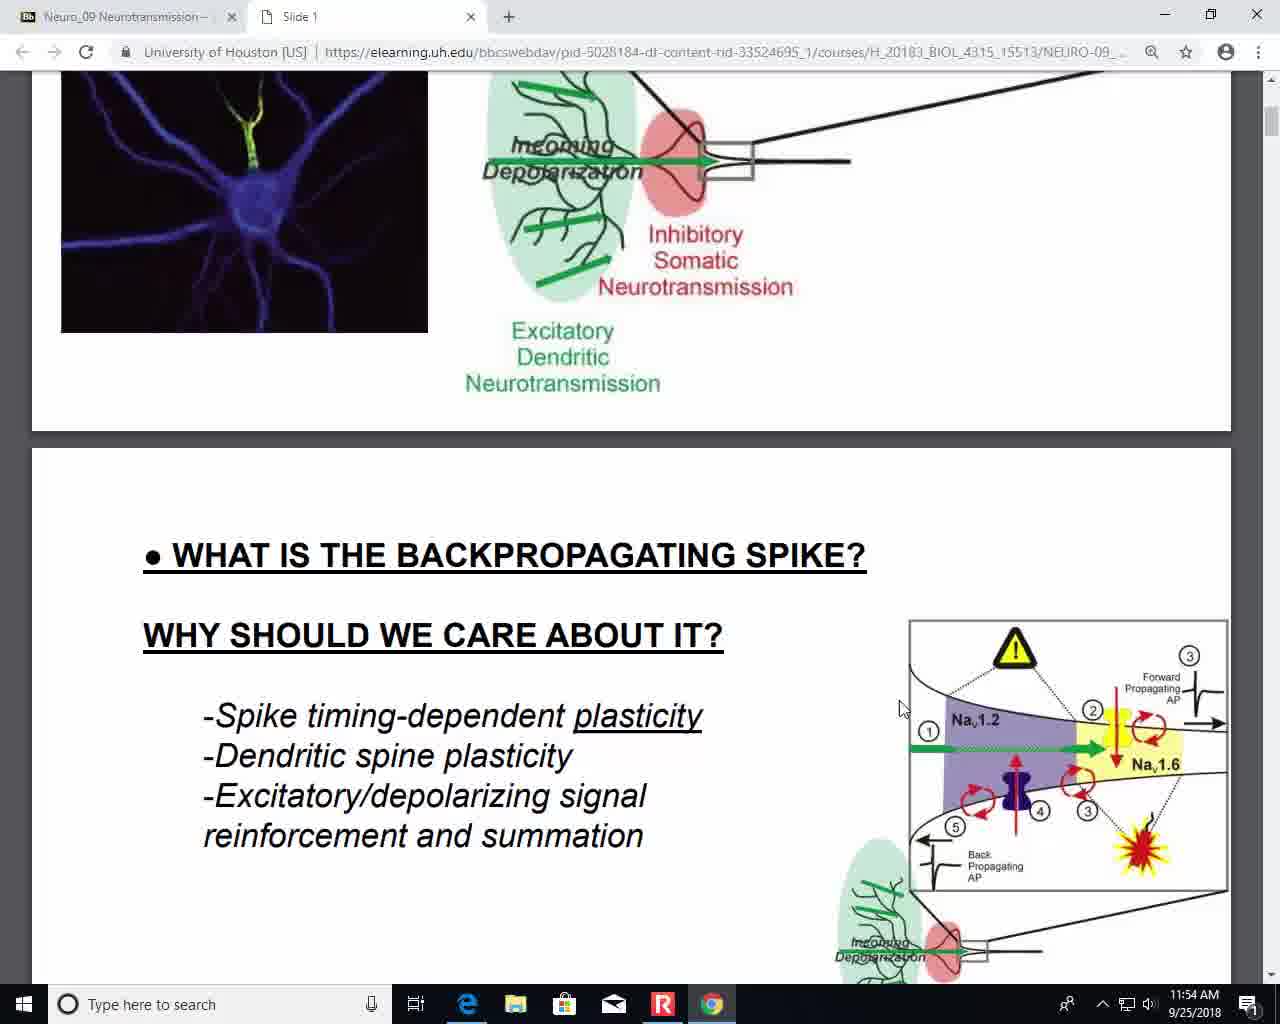 Neuro_09 Neurotransmission –
Slide 1
University of Houston [US]
https://elearning.uh.edu/bbcswebdav/pid-6028184-dt-content-rid-33524695_1/courses/H_20183_BIOL_4315_15513/NEURO-09_...
Incoming
Depolarization
Inhibitory
Somatic
Neurotransmission
Excitatory
Dendritic
Neurotransmission
● WHAT IS THE BACKPROPAGATING SPIKE?
WHY SHOULD WE CARE ABOUT IT?
-Spike timing-dependent plasticity
-Dendritic spine plasticity
-Excitatory/depolarizing signal
reinforcement and summation
!
3
Forward
Propagating
AP
2
Nav1.2
1
Nav1.6
4
3
5
Back
Propagating
AP
Incoming
Depolarization
Type here to search
11:54 AM
9/25/2018
1